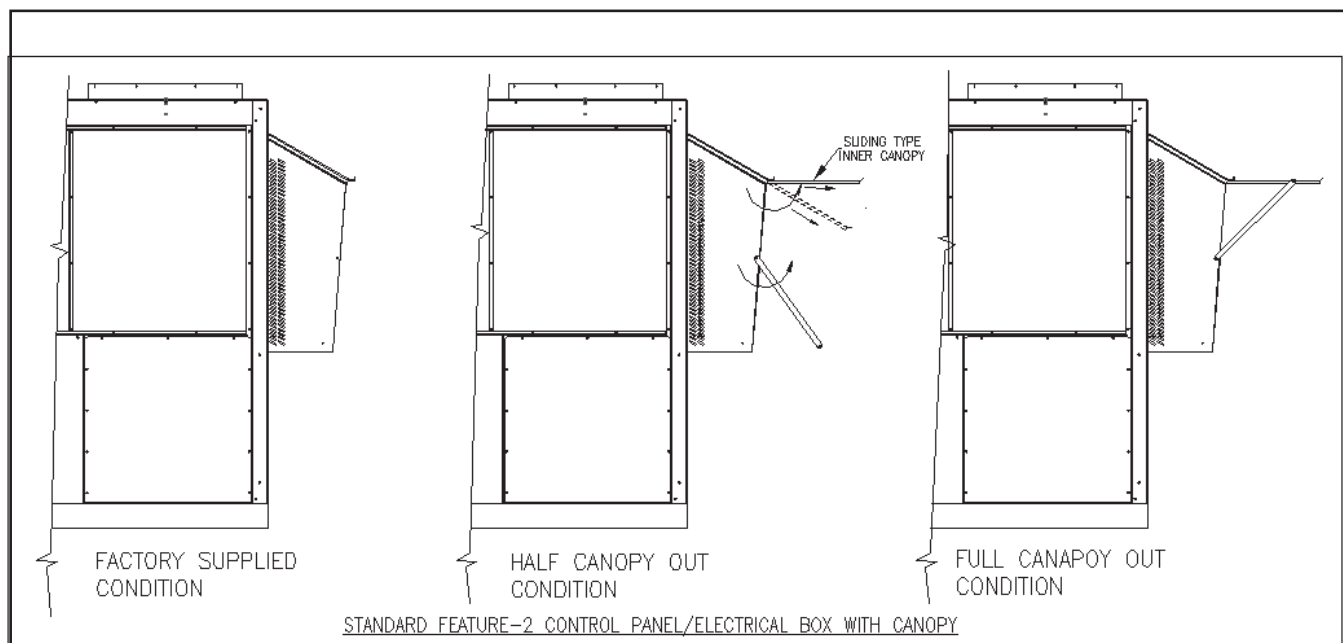 SLIDING TYPE
INNER CANOPY
FACTORY SUPPLIED
CONDITION
HALF CANOPY OUT
CONDITION
FULL CANAPOY OUT
CONDITION
STANDARD FEATURE-2 CONTROL PANEL/ELECTRICAL BOX WITH CANOPY